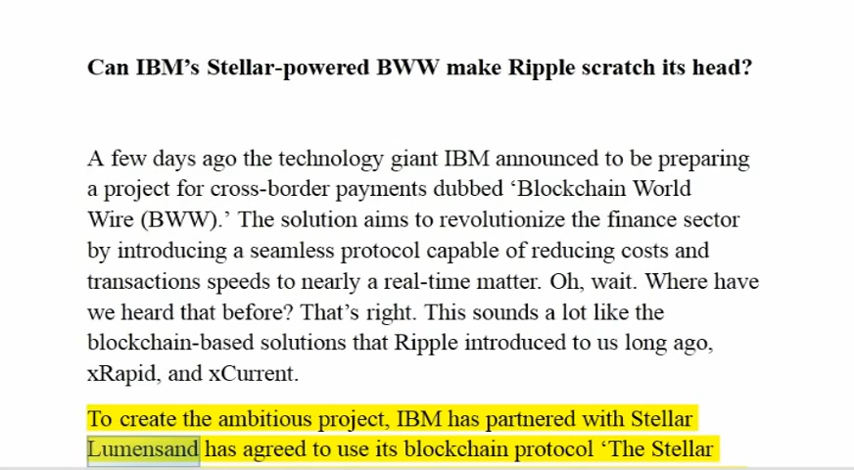 Can IBM’s Stellar-powered BWW make Ripple scratch its head?
A few days ago the technology giant IBM announced to be preparing
a project for cross-border payments dubbed ‘Blockchain World
Wire (BWW).’ The solution aims to revolutionize the finance sector
by introducing a seamless protocol capable of reducing costs and
transactions speeds to nearly a real-time matter. Oh, wait. Where have
we heard that before? That’s right. This sounds a lot like the
blockchain-based solutions that Ripple introduced to us long ago,
xRapid, and xCurrent.
To create the ambitious project, IBM has partnered with Stellar
Lumensand has agreed to use its blockchain protocol ‘The Stellar